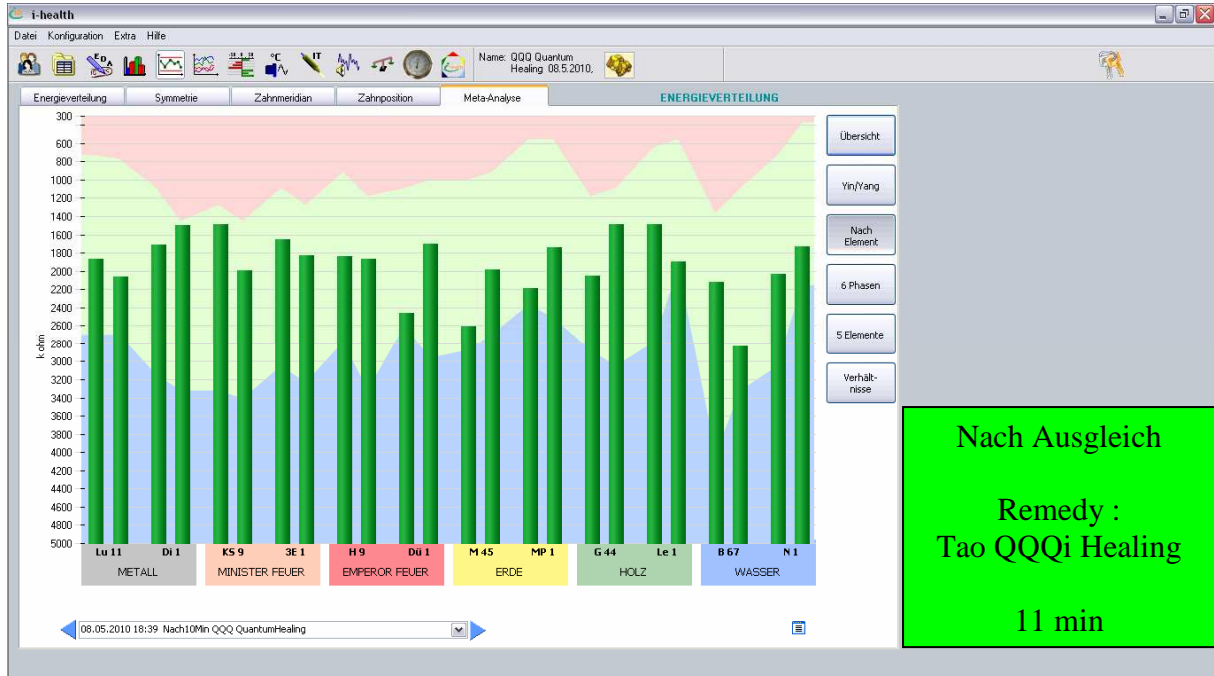 i-health
Datei Konfiguration Extra Hilfe
EDA °C IT
Name: QQQ Quantum
Healing 08.5.2010,
Energieverteilung Symmetrie Zahnmeridian Zahnposition Meta-Analyse ENERGIEVERTEILUNG
300
600
800
1000
1200
1400
1600
1800
2000
2200
2400
2600
2800
3000
3200
3400
3600
3800
4000
4200
4400
4600
4800
5000
k ohm
Lu 11 Di 1 KS 9 3E 1 H 9 Dü 1 M 45 MP 1 G 44 Le 1 B 67 N 1
METALL MINISTER FEUER EMPEROR FEUER ERDE HOLZ WASSER
08.05.2010 18:39 Nach10Min QQQ QuantumHealing
Übersicht
Yin/Yang
Nach
Element
6 Phasen
5 Elemente
Verhält-
nisse
Nach Ausgleich
Remedy :
Tao QQQi Healing
11 min